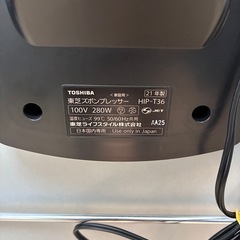 TOSHIBA
<家庭用>
21年製
東芝ズボンプレッサー HIP-T36
100V 280W
JET
温度ヒューズ 99℃ 50/60Hz共用
東芝ライフスタイル株式会社 AA25
日本国内専用 Use only in Japan